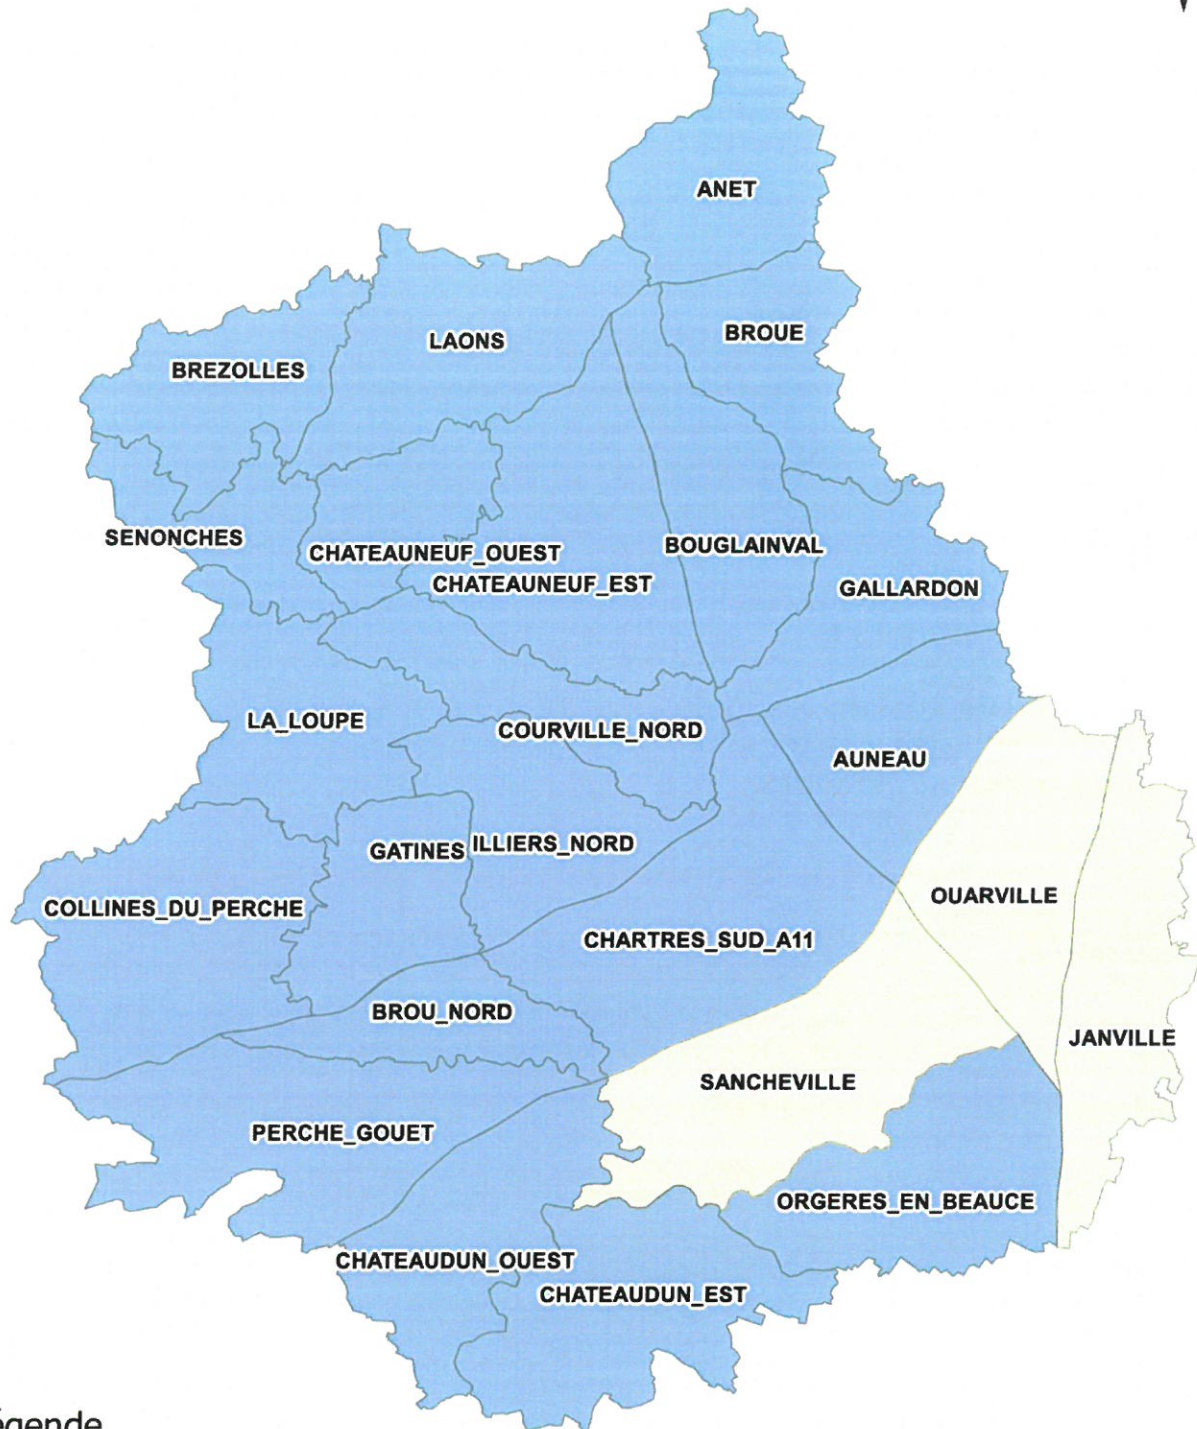 ANET
BROUE
LAONS
BREZOLLES
SENONCHES
CHATEAUNEUF_OUEST
BOUGLAINVAL
CHATEAUNEUF_EST
GALLARDON
LA_LOUPE
COURVILLE_NORD
AUNEAU
GATINES
ILLIERS_NORD
OUARVILLE
COLLINES_DU_PERCHE
CHARTRES_SUD_A11
BROU_NORD
JANVILLE
SANCHEVILLE
PERCHE_GOUET
ORGERES_EN_BEAUCE
CHATEAUDUN_OUEST
CHATEAUDUN_EST
égende